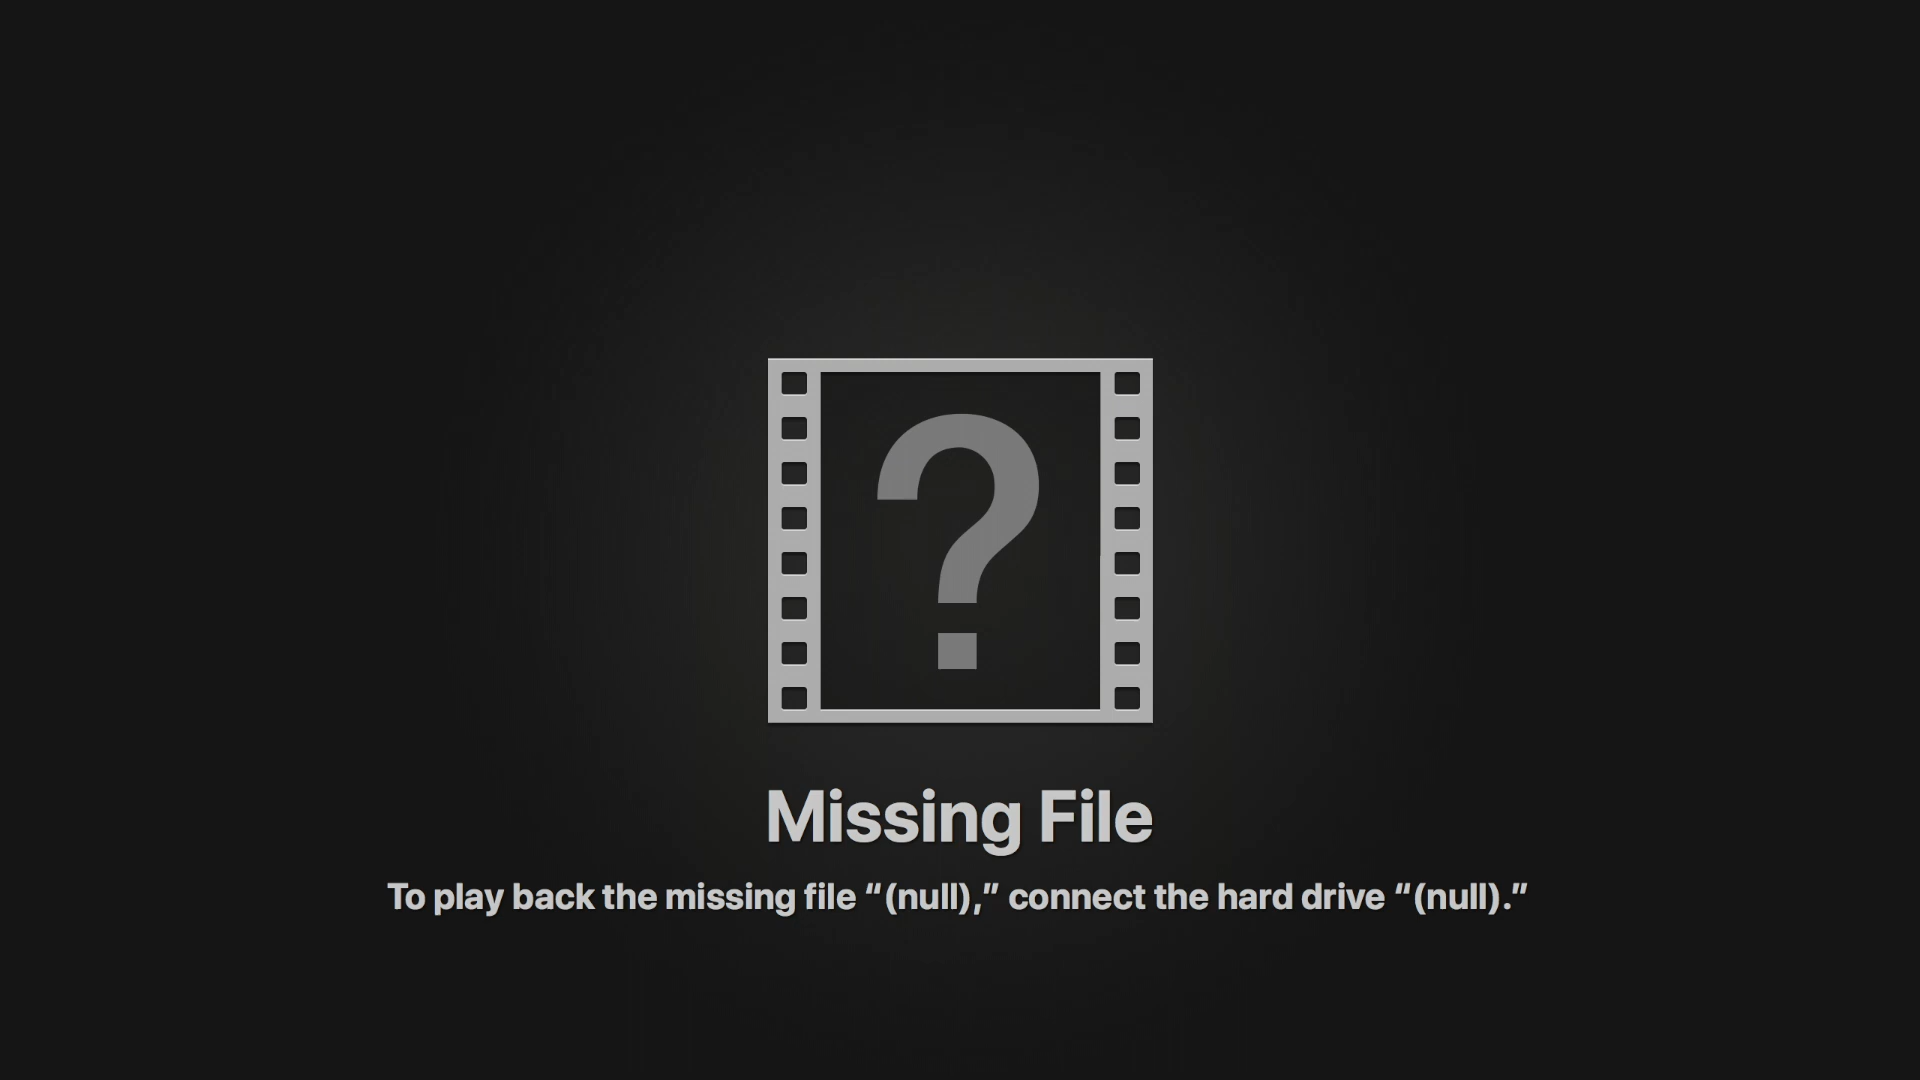 ?
Missing File
To play back the missing file “(null),” connect the hard drive “(null).”